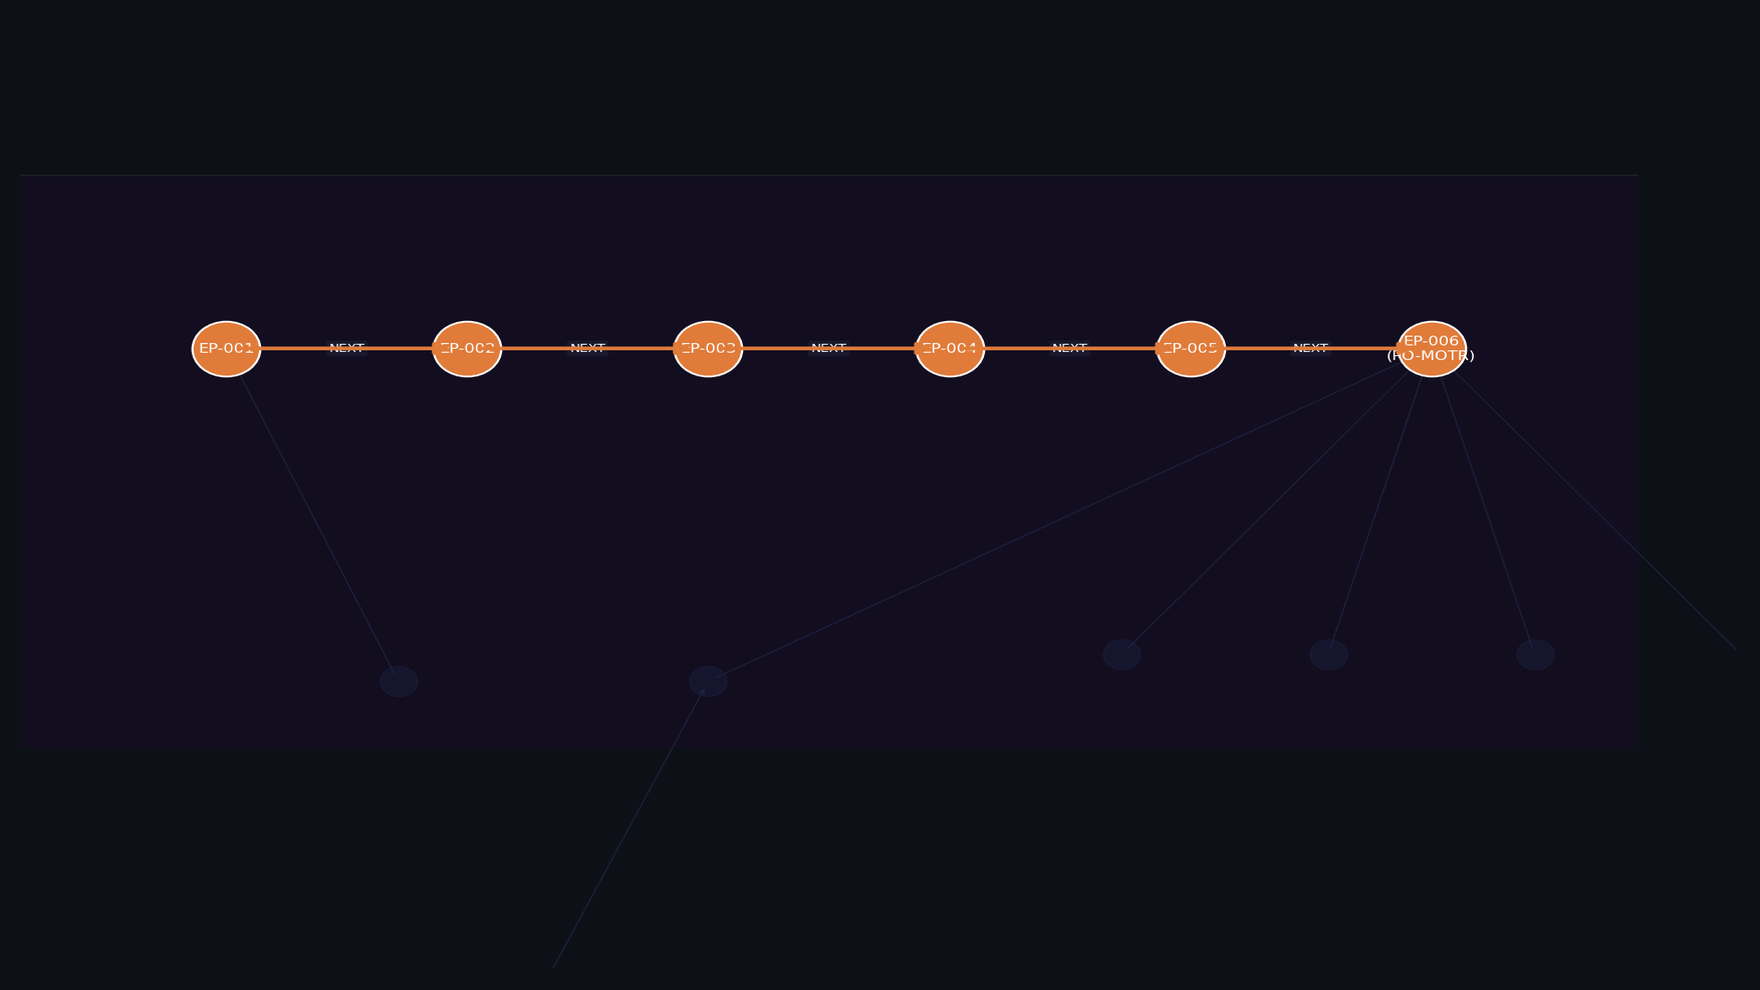 EP-001
NEXT
EP-002
NEXT
EP-003
NEXT
EP-004
NEXT
EP-005
NEXT
EP-006
(PO-MOTR)